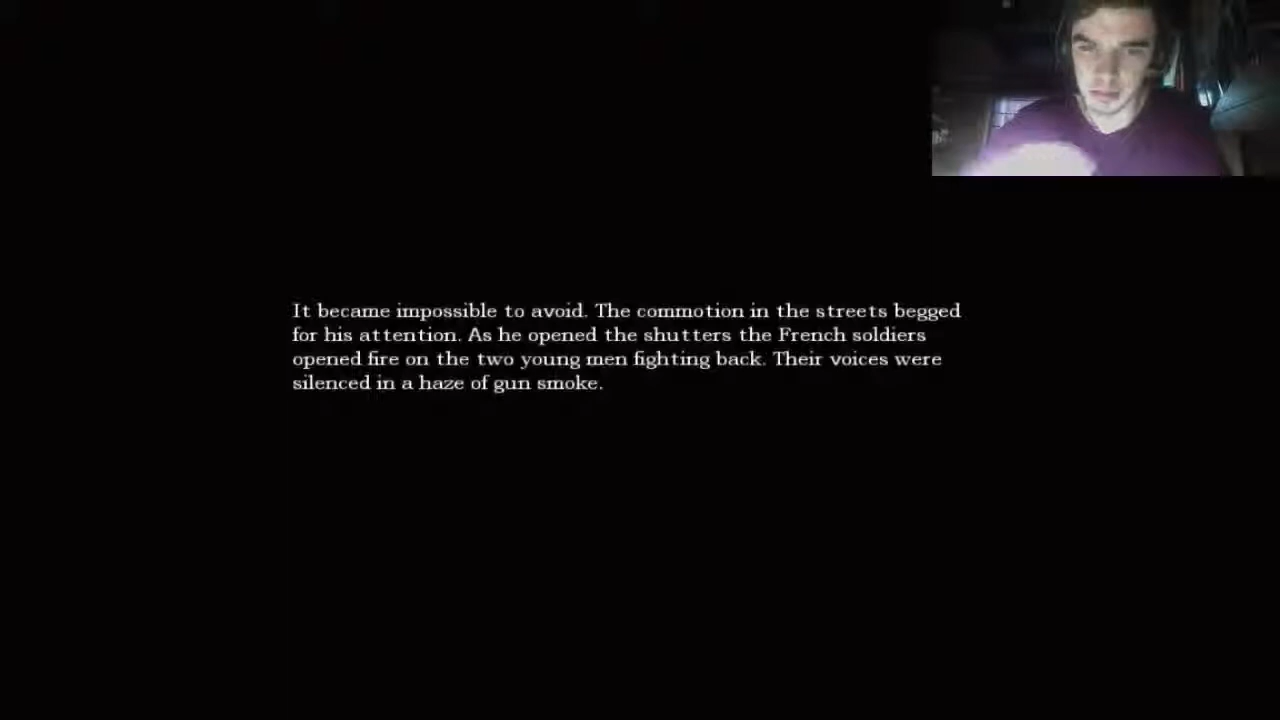 It became impossible to avoid. The commotion in the streets begged
for his attention. As he opened the shutters the French soldiers
opened fire on the two young men fighting back. Their voices were
silenced in a haze of gun smoke.